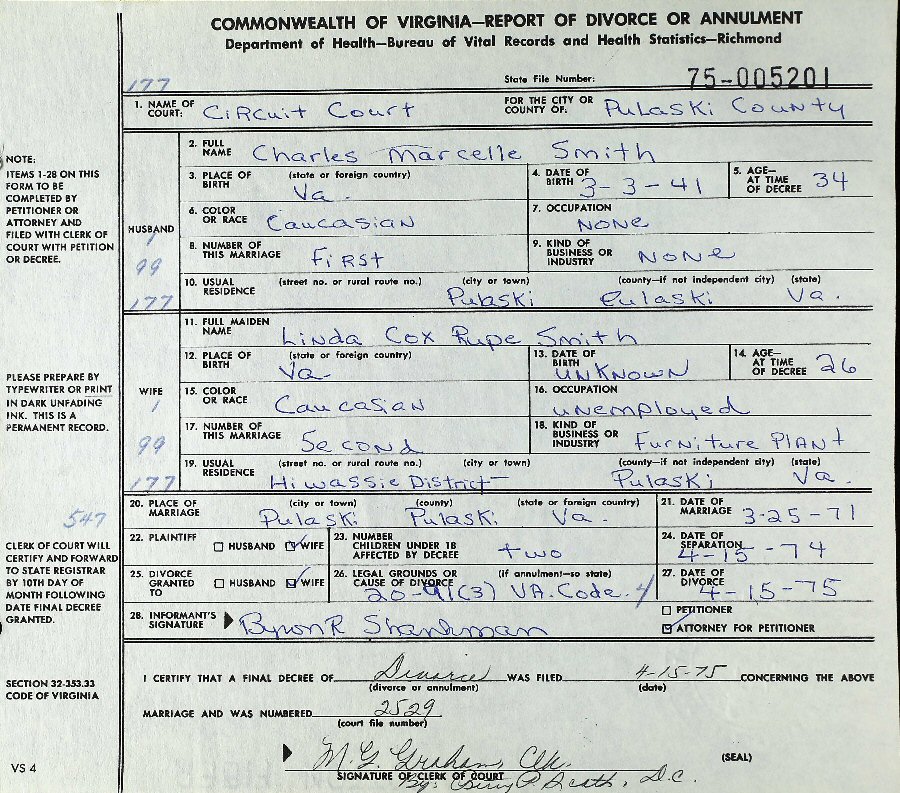 COMMONWEALTH OF VIRGINIA—REPORT OF DIVORCE OR ANNULMENT
Department of Health—Bureau of Vital Records and Health Statistics—Richmond
177 State File Number: 75-005201
1. NAME OF COURT: Circuit Court FOR THE CITY OR COUNTY OF: Pulaski County
NOTE:
ITEMS 1-28 ON THIS
FORM TO BE
COMPLETED BY
PETITIONER OR
ATTORNEY AND
FILED WITH CLERK OF
COURT WITH PETITION
OR DECREE.
HUSBAND
1
99
177
2. FULL NAME Charles Marcelle Smith
3. PLACE OF BIRTH (state or foreign country) Va. 4. DATE OF BIRTH 3-3-41 5. AGE— AT TIME OF DECREE 34
6. COLOR OR RACE Caucasian 7. OCCUPATION None
8. NUMBER OF THIS MARRIAGE First 9. KIND OF BUSINESS OR INDUSTRY None
10. USUAL RESIDENCE (street no. or rural route no.) (city or town) (county—if not independent city) (state)
Pulaski Pulaski Va.
PLEASE PREPARE BY
TYPEWRITER OR PRINT
IN DARK UNFADING
INK. THIS IS A
PERMANENT RECORD.
WIFE
1
99
177
11. FULL MAIDEN NAME Linda Cox Rupe Smith
12. PLACE OF BIRTH (state or foreign country) Va. 13. DATE OF BIRTH Unknown 14. AGE— AT TIME OF DECREE 26
15. COLOR OR RACE Caucasian 16. OCCUPATION unemployed
17. NUMBER OF THIS MARRIAGE Second 18. KIND OF BUSINESS OR INDUSTRY Furniture Plant
19. USUAL RESIDENCE (street no. or rural route no.) (city or town) (county—if not independent city) (state)
Hiwassie District Pulaski Va.
547
CLERK OF COURT WILL
CERTIFY AND FORWARD
TO STATE REGISTRAR
BY 10TH DAY OF
MONTH FOLLOWING
DATE FINAL DECREE
GRANTED.
20. PLACE OF MARRIAGE (city or town) (county) (state or foreign country) 21. DATE OF MARRIAGE 3-25-71
Pulaski Pulaski Va.
22. PLAINTIFF HUSBAND WIFE 23. NUMBER CHILDREN UNDER 18 AFFECTED BY DECREE two 24. DATE OF SEPARATION 4-15-74
25. DIVORCE GRANTED TO HUSBAND WIFE 26. LEGAL GROUNDS OR CAUSE OF DIVORCE (if annulment—so state) 20-91(3) VA. Code. 4 27. DATE OF DIVORCE 4-15-75
28. INFORMANT'S SIGNATURE Byron R Shankman PETITIONER
ATTORNEY FOR PETITIONER
SECTION 32-353.33
CODE OF VIRGINIA
I CERTIFY THAT A FINAL DECREE OF Divorce WAS FILED 4-15-75 CONCERNING THE ABOVE
(divorce or annulment) (date)
MARRIAGE AND WAS NUMBERED 2529
(court file number)
M. G. Graham, Clk. (SEAL)
SIGNATURE OF CLERK OF COURT
By: D.C.
VS 4